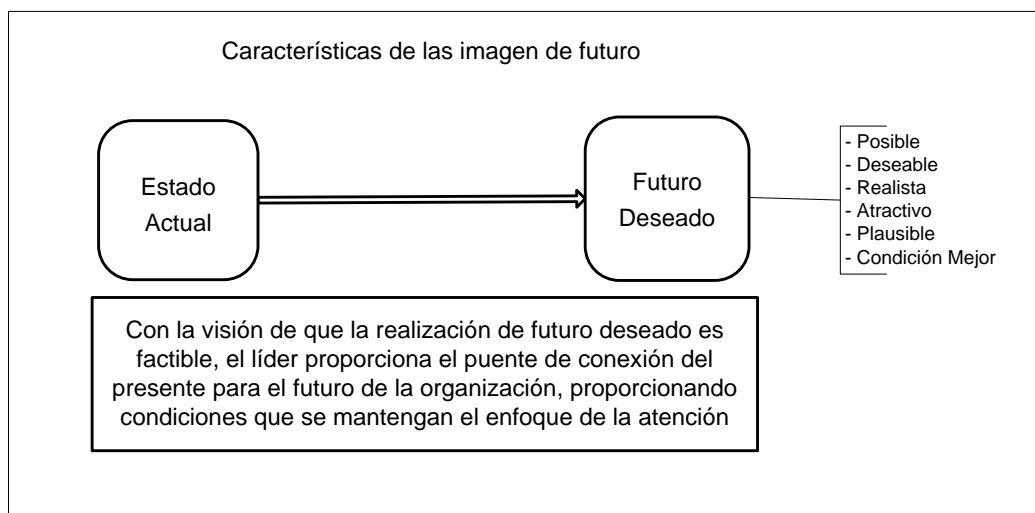 Características de las imagen de futuro
Estado
Actual
Futuro
Deseado
- Posible
- Deseable
- Realista
- Atractivo
- Plausible
- Condición Mejor
Con la visión de que la realización de futuro deseado es
factible, el líder proporciona el puente de conexión del
presente para el futuro de la organización, proporcionando
condiciones que se mantengan el enfoque de la atención